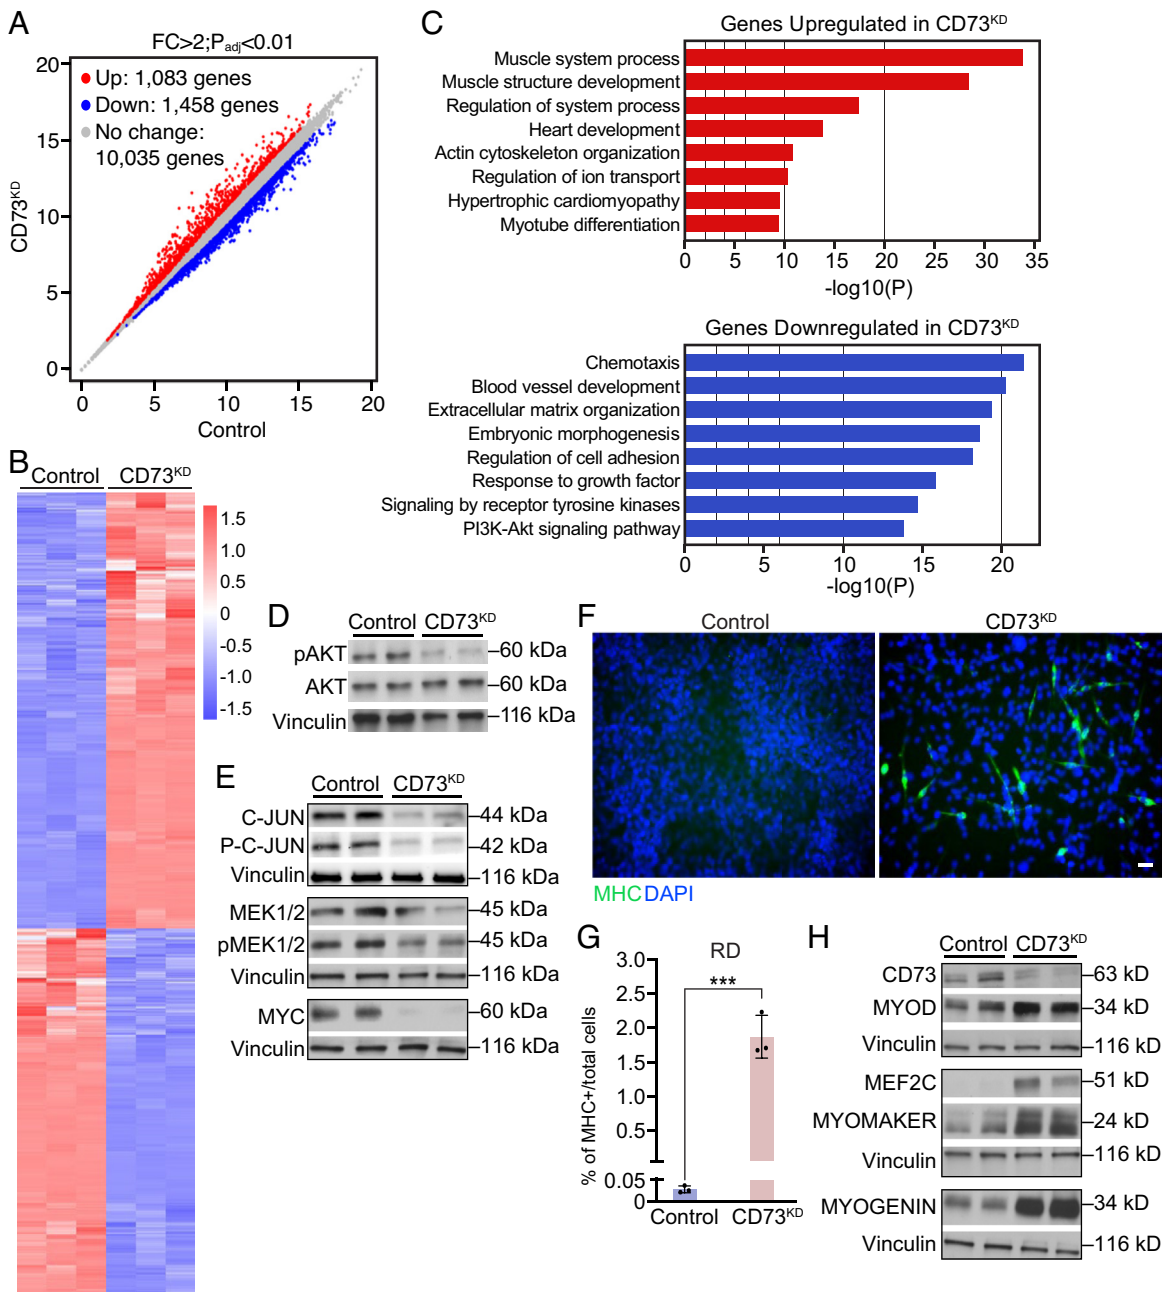 A
FC>2;Padj<0.01
Up: 1,083 genes
Down: 1,458 genes
No change:
10,035 genes
20
15
10
5
0
CD73KD
0 5 10 15 20
Control
B
Control CD73KD
1.5
1.0
0.5
0
-0.5
-1.0
-1.5
C
Genes Upregulated in CD73KD
Muscle system process
Muscle structure development
Regulation of system process
Heart development
Actin cytoskeleton organization
Regulation of ion transport
Hypertrophic cardiomyopathy
Myotube differentiation
0 5 10 15 20 25 30 35
-log10(P)
Genes Downregulated in CD73KD
Chemotaxis
Blood vessel development
Extracellular matrix organization
Embryonic morphogenesis
Regulation of cell adhesion
Response to growth factor
Signaling by receptor tyrosine kinases
PI3K-Akt signaling pathway
0 5 10 15 20
-log10(P)
D
Control CD73KD
pAKT 60 kDa
AKT 60 kDa
Vinculin 116 kDa
E
Control CD73KD
C-JUN 44 kDa
P-C-JUN 42 kDa
Vinculin 116 kDa
MEK1/2 45 kDa
pMEK1/2 45 kDa
Vinculin 116 kDa
MYC 60 kDa
Vinculin 116 kDa
F
Control CD73KD
MHC DAPI
G
RD
***
% of MHC+/total cells
3.0
2.5
2.0
1.5
1.0
0.5
0.05
0
Control CD73KD
H
Control CD73KD
CD73 63 kD
MYOD 34 kD
Vinculin 116 kD
MEF2C 51 kD
MYOMAKER 24 kD
Vinculin 116 kD
MYOGENIN 34 kD
Vinculin 116 kD